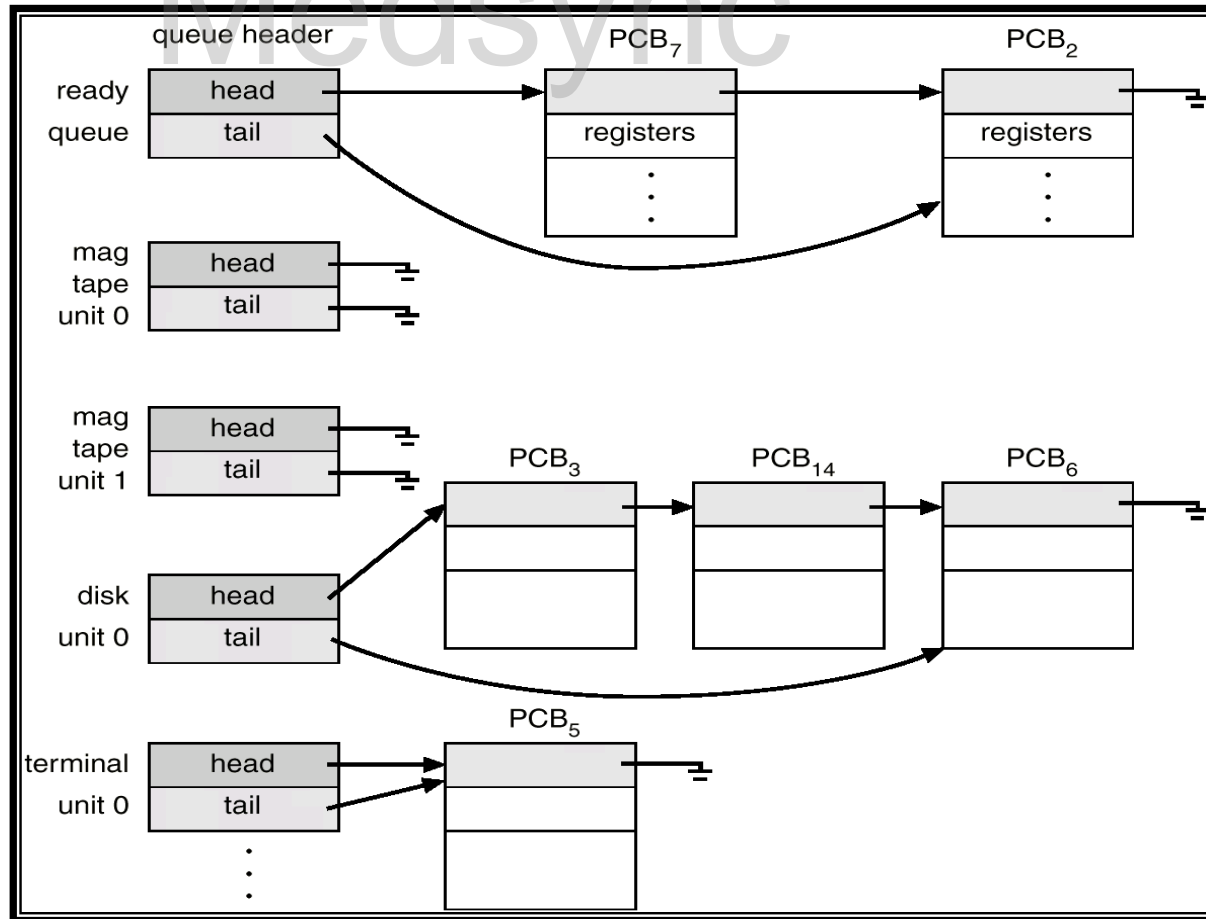 Medsync
queue header
PCB7
PCB2
ready
queue
head
tail
registers
registers
mag
tape
unit 0
head
tail
mag
tape
unit 1
head
tail
PCB3
PCB14
PCB6
disk
unit 0
head
tail
PCB5
terminal
unit 0
head
tail